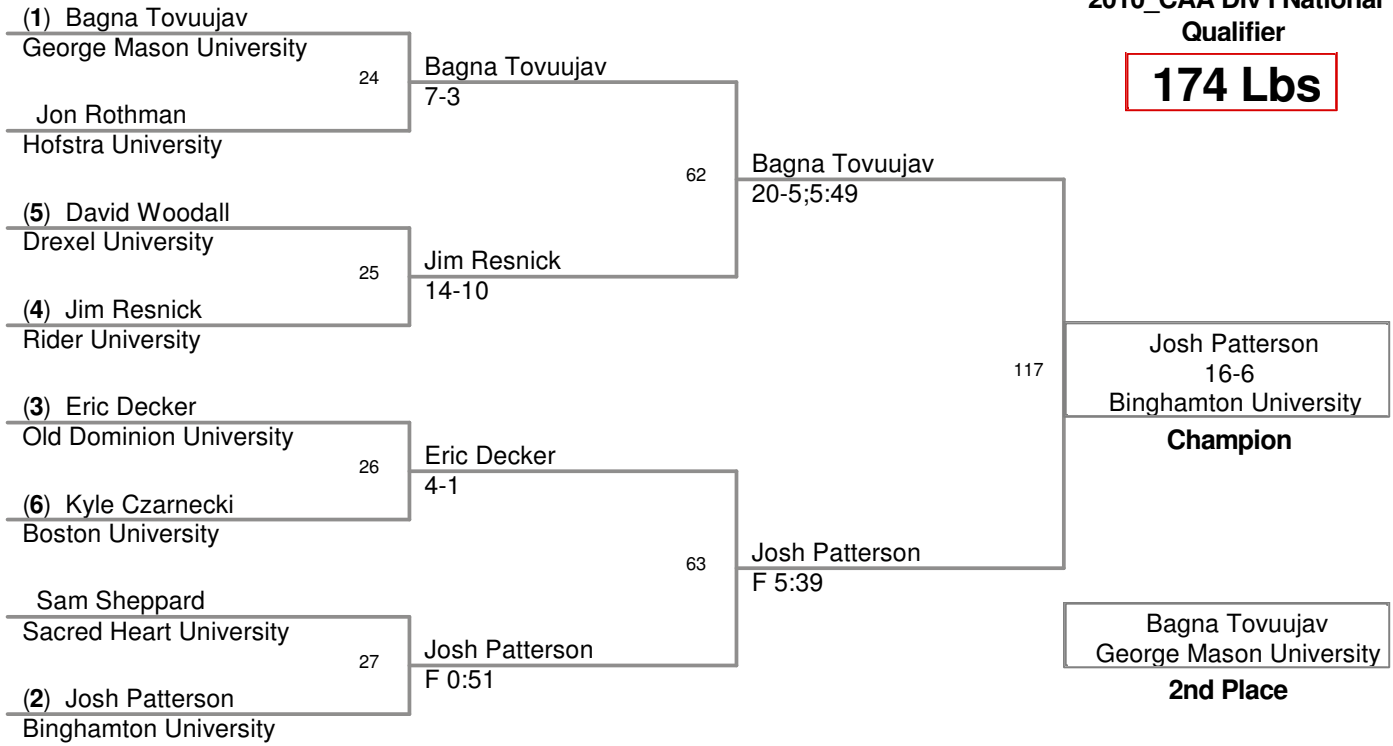 2010_CAA Div I National
Qualifier
174 Lbs
(1) Bagna Tovuujav
George Mason University
24
Jon Rothman
Hofstra University
Bagna Tovuujav
7-3
62
(5) David Woodall
Drexel University
25
(4) Jim Resnick
Rider University
Jim Resnick
14-10
Bagna Tovuujav
20-5;5:49
117
(3) Eric Decker
Old Dominion University
26
(6) Kyle Czarnecki
Boston University
Eric Decker
4-1
63
Sam Sheppard
Sacred Heart University
27
(2) Josh Patterson
Binghamton University
Josh Patterson
F 0:51
Josh Patterson
F 5:39
Josh Patterson
16-6
Binghamton University
Champion
Bagna Tovuujav
George Mason University
2nd Place